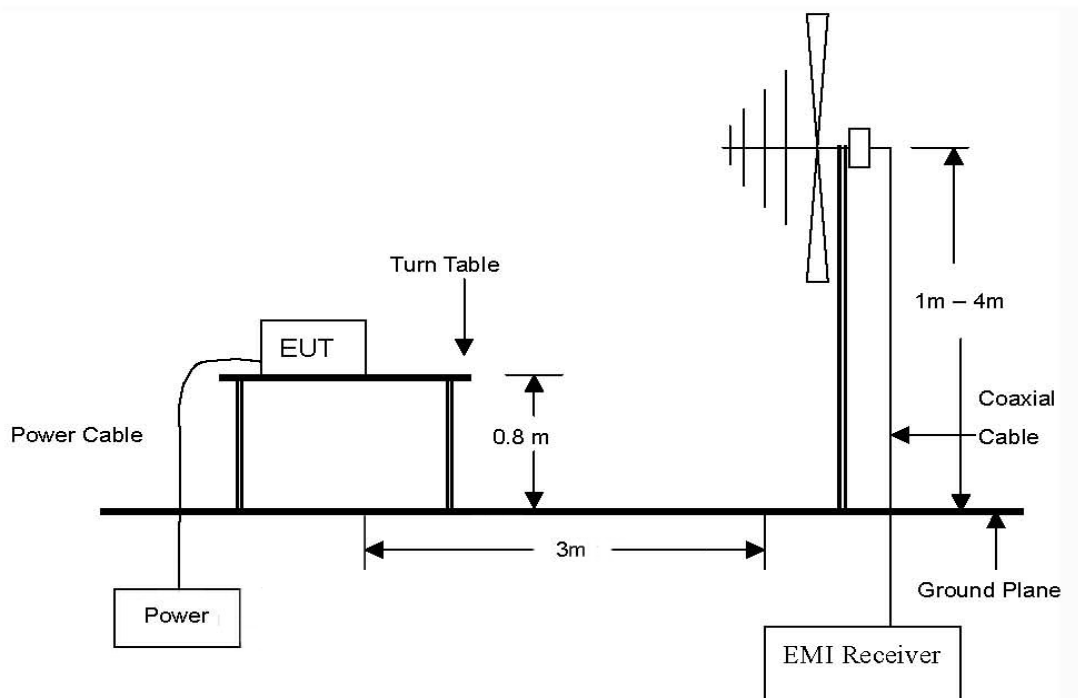 Turn Table
1m – 4m
EUT
Coaxial
Cable
Power Cable
0.8 m
3m
Ground Plane
Power
EMI Receiver